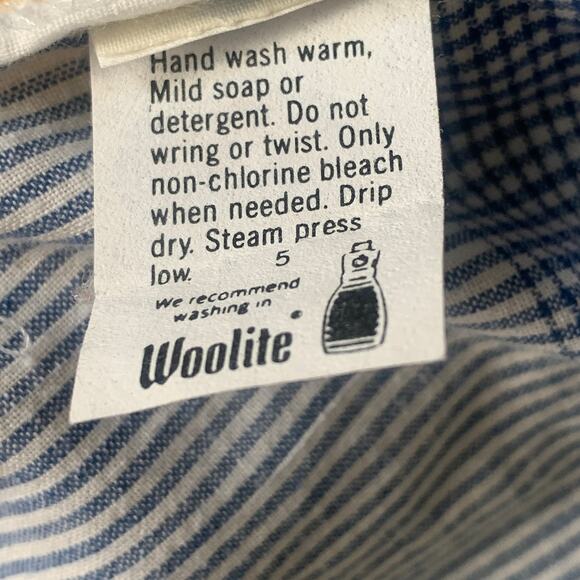 Hand wash warm,
Mild soap or
detergent. Do not
wring or twist. Only
non-chlorine bleach
when needed. Drip
dry. Steam press
low. 5
We recommend
washing in
Woolite®